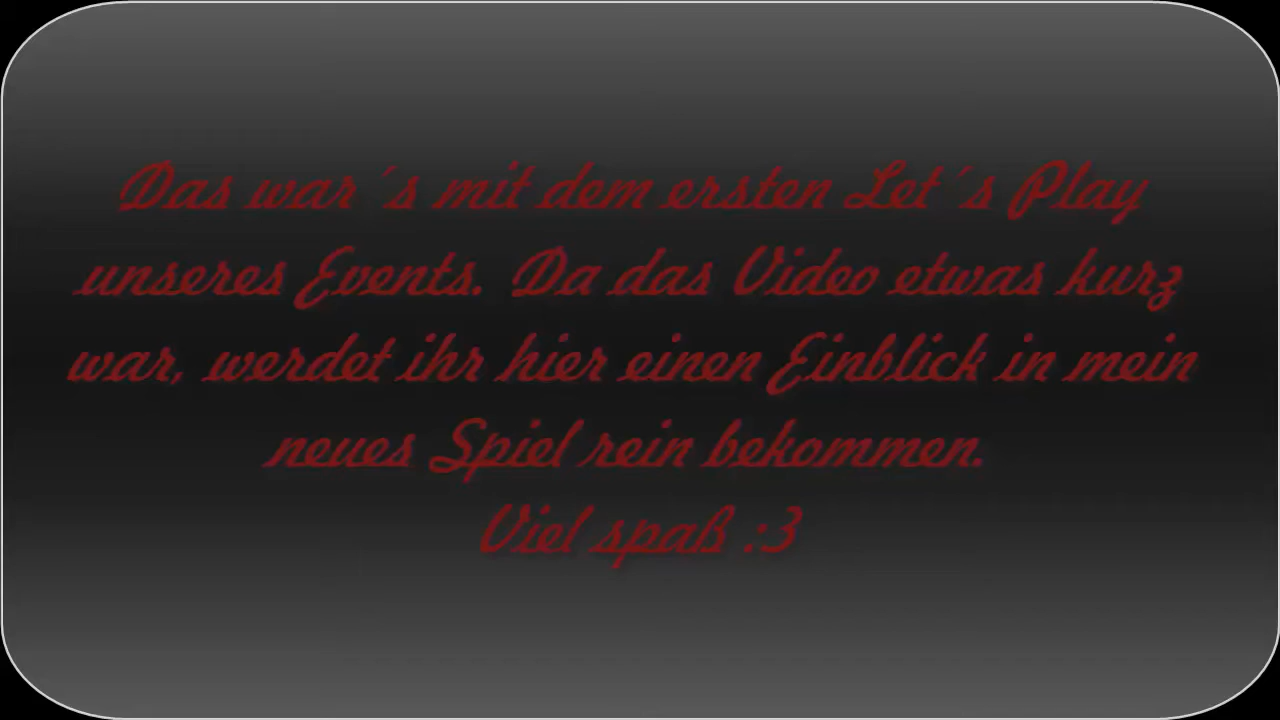 Das war´s mit dem ersten Let´s Play
unseres Events. Da das Video etwas kurz
war, werdet ihr hier einen Einblick in mein
neues Spiel rein bekommen.
Viel spaß :3